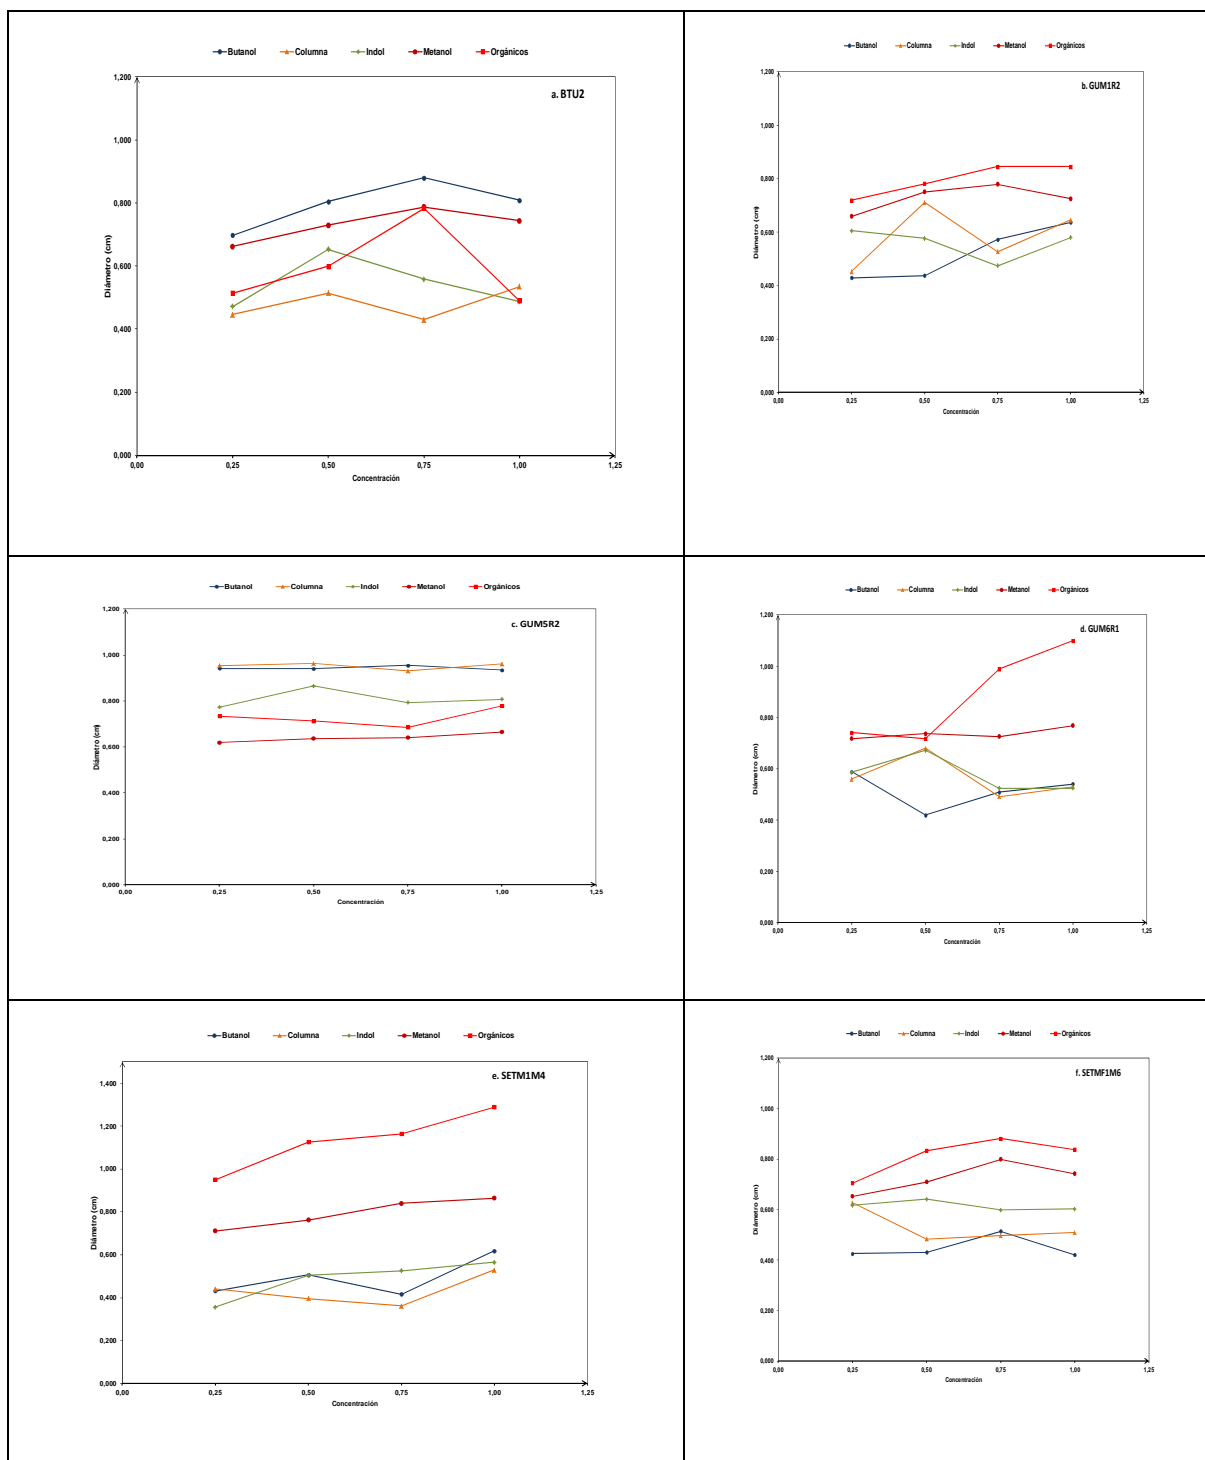 Butanol Columna Indol Metanol Orgánicos
a. BTU2
Diámetro (cm)
1,200
1,000
0,800
0,600
0,400
0,200
0,000
0,00 0,25 0,50 0,75 1,00 1,25
Concentración
Butanol Columna Indol Metanol Orgánicos
b. GUM1R2
Diámetro (cm)
1,200
1,000
0,800
0,600
0,400
0,200
0,000
0,00 0,25 0,50 0,75 1,00 1,25
Concentración
Butanol Columna Indol Metanol Orgánicos
c. GUM5R2
Diámetro (cm)
1,200
1,000
0,800
0,600
0,400
0,200
0,000
0,00 0,25 0,50 0,75 1,00 1,25
Concentración
Butanol Columna Indol Metanol Orgánicos
d. GUM6R1
Diámetro (cm)
1,200
1,000
0,800
0,600
0,400
0,200
0,000
0,00 0,25 0,50 0,75 1,00 1,25
Concentración
Butanol Columna Indol Metanol Orgánicos
e. SETM1M4
Diámetro (cm)
1,400
1,200
1,000
0,800
0,600
0,400
0,200
0,000
0,00 0,25 0,50 0,75 1,00 1,25
Concentración
Butanol Columna Indol Metanol Orgánicos
f. SETMF1M6
Diámetro (cm)
1,200
1,000
0,800
0,600
0,400
0,200
0,000
0,00 0,25 0,50 0,75 1,00 1,25
Concentración